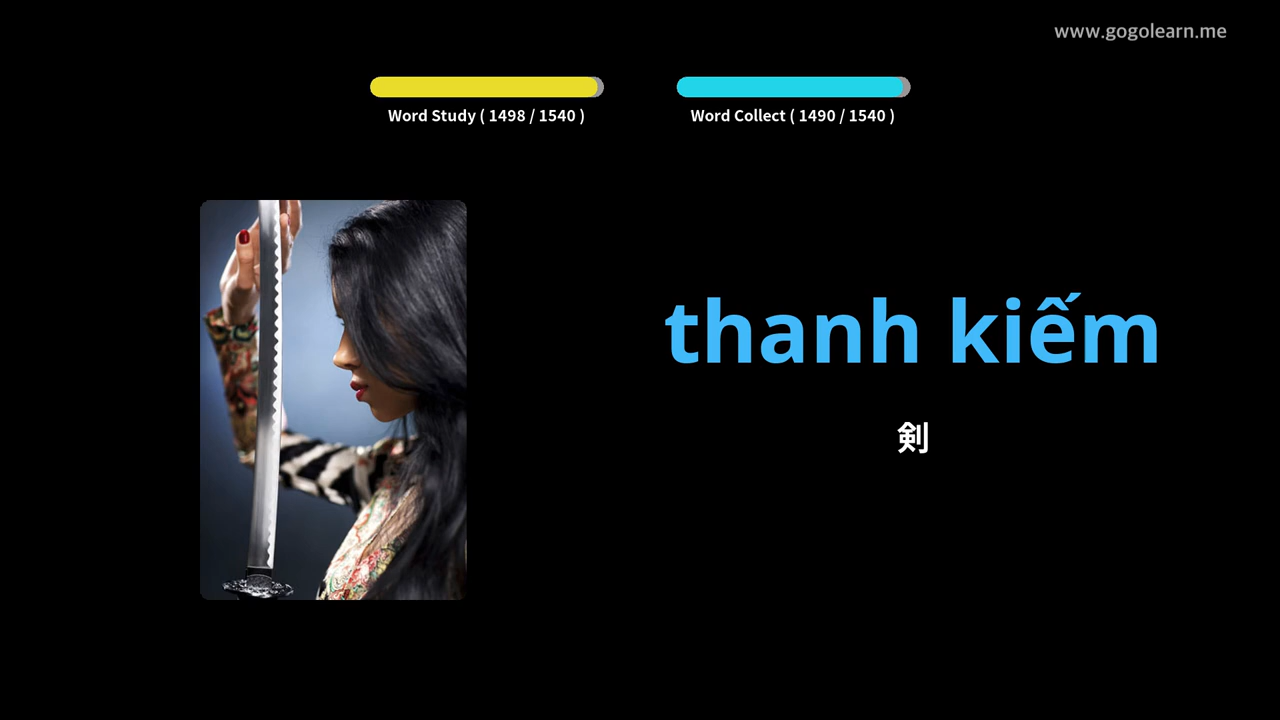 www.gogolearn.me
Word Study ( 1498 / 1540 )
Word Collect ( 1490 / 1540 )
thanh kiếm
剣